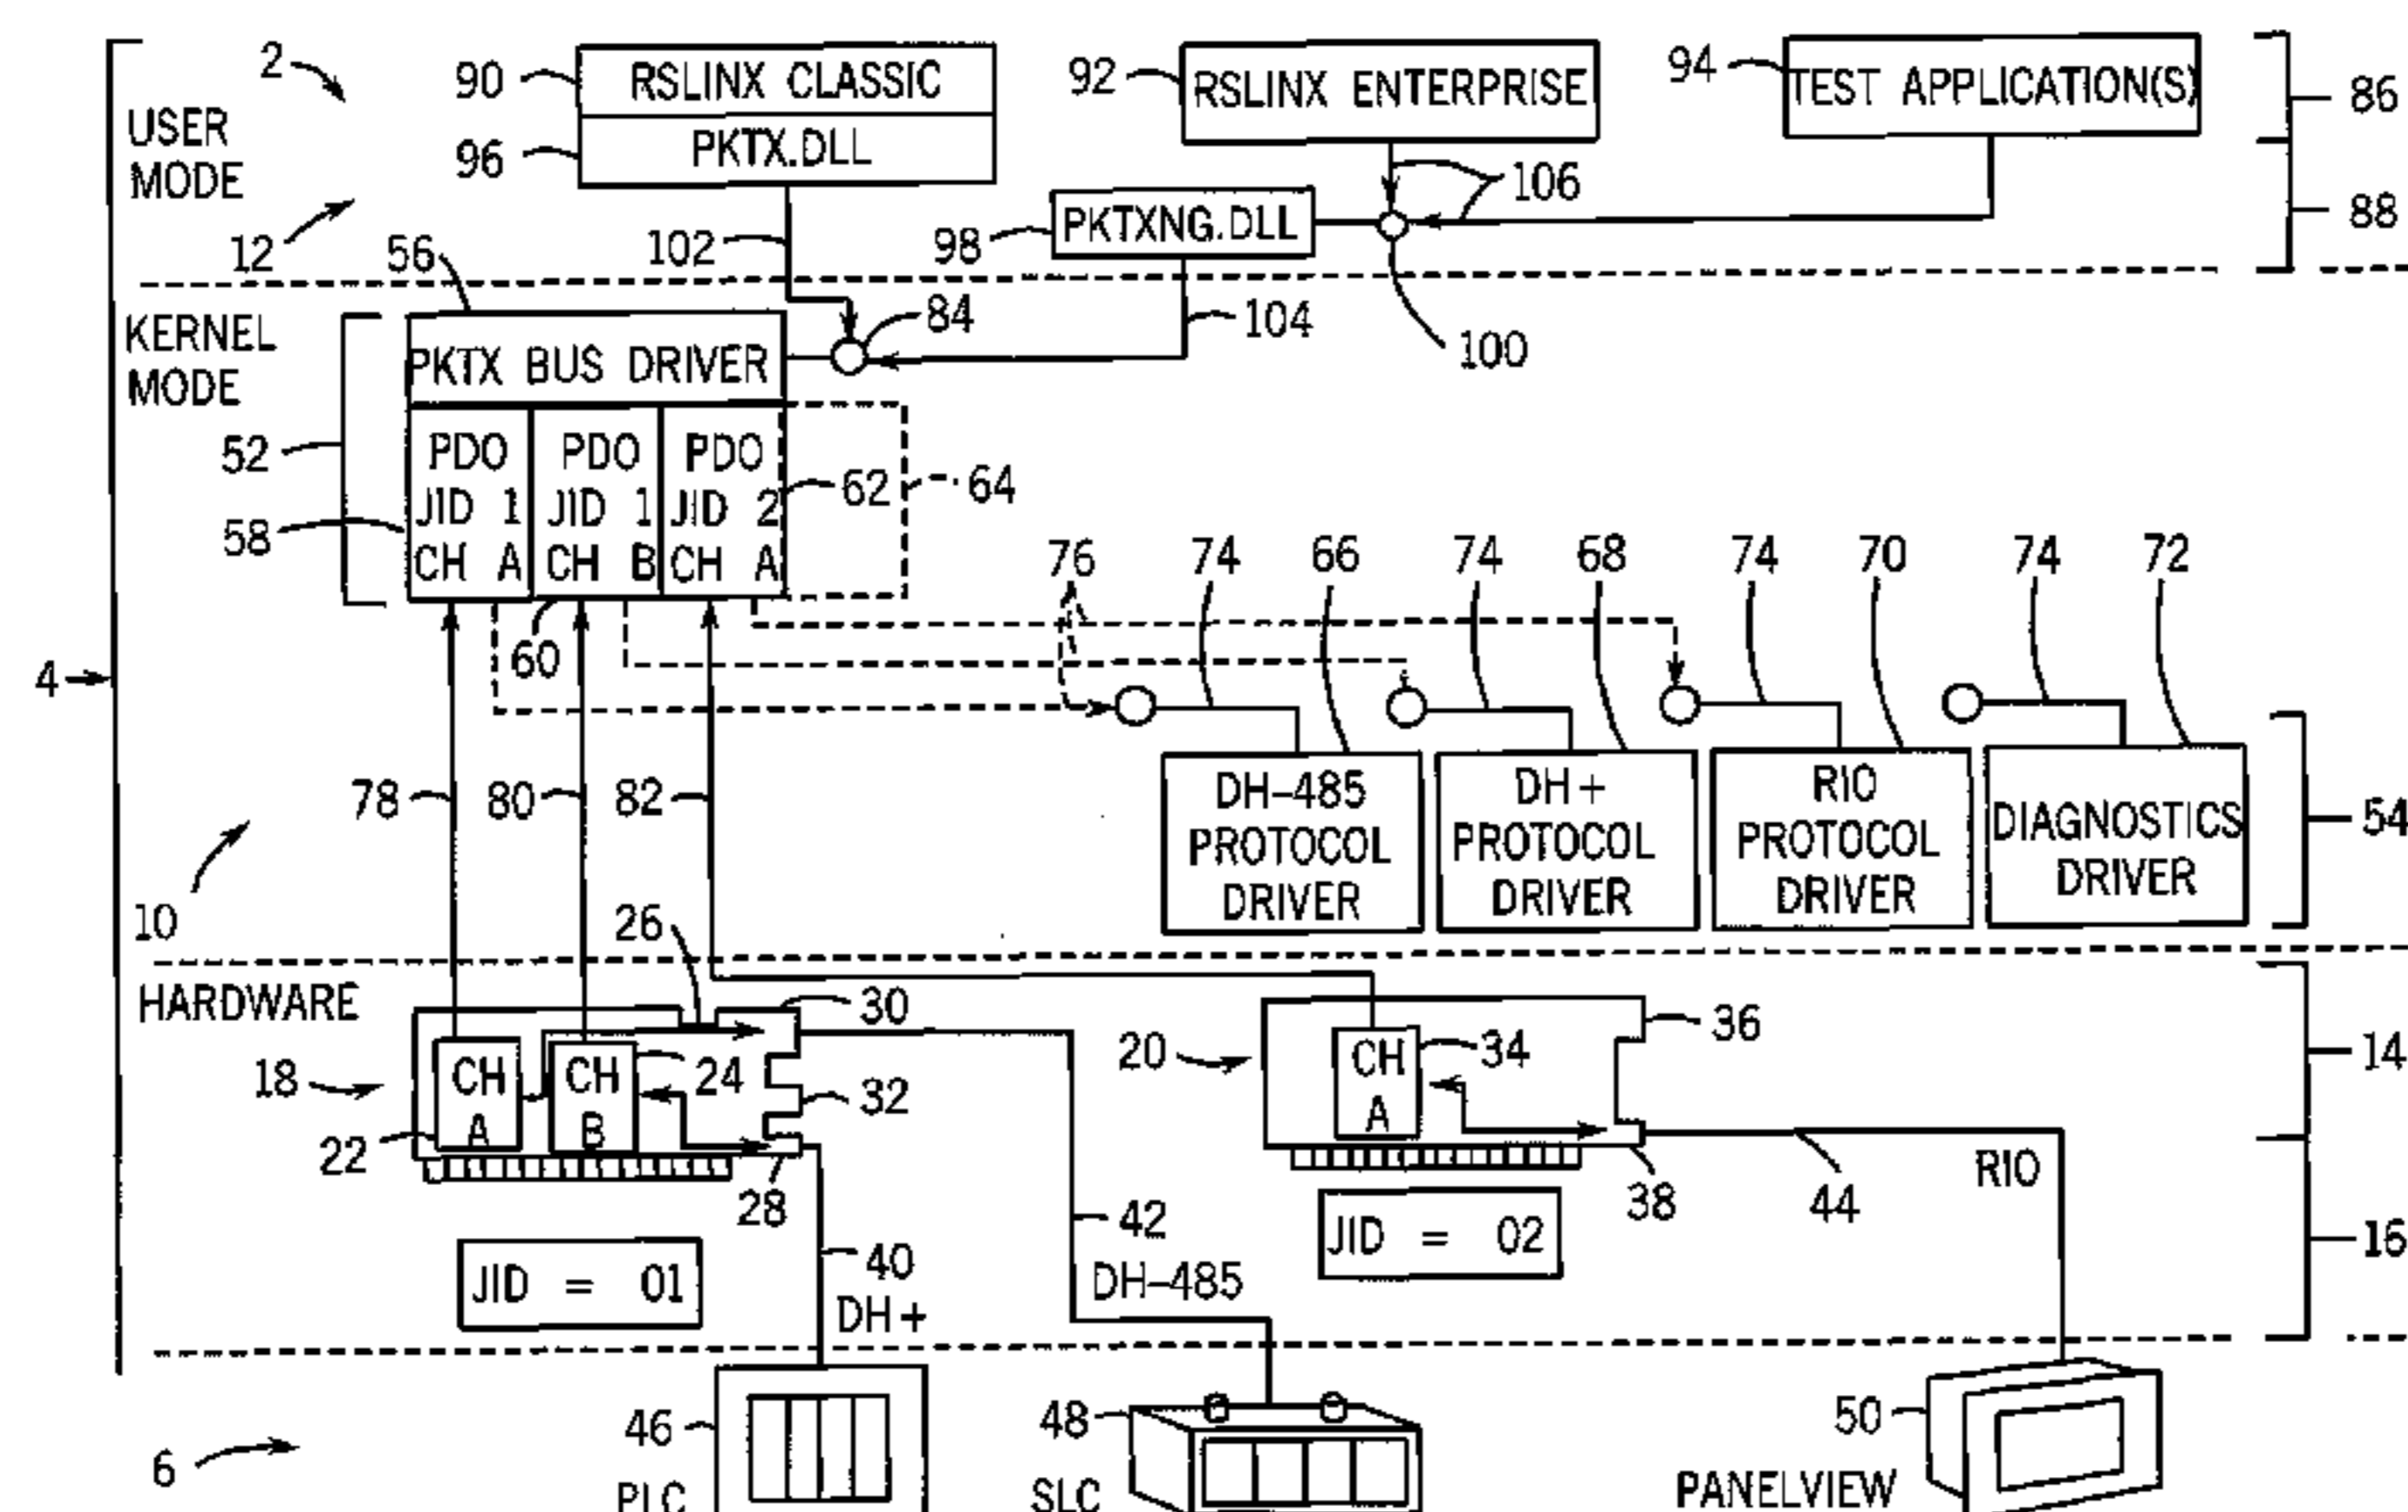 2
90
RSLINX CLASSIC
92
RSLINX ENTERPRISE
94
TEST APPLICATION(S)
86
USER
MODE
96
PKTX.DLL
106
88
12
56
102
98
PKTXNG.DLL
KERNEL
MODE
84
104
100
PKTX BUS DRIVER
52
58
PDO
JID 1
CH A
PDO
JID 1
CH B
PDO
JID 2
CH A
62
64
60
76
74
66
74
68
74
70
74
72
4
78
80
82
DH-485
PROTOCOL
DRIVER
DH+
PROTOCOL
DRIVER
RIO
PROTOCOL
DRIVER
DIAGNOSTICS
DRIVER
54
10
26
HARDWARE
30
36
18
CH
A
CH
B
24
32
20
CH
A
34
14
22
28
38
44
RIO
JID = 01
40
DH+
42
DH-485
JID = 02
16
46
48
50
6
PLC
SLC
PANELVIEW